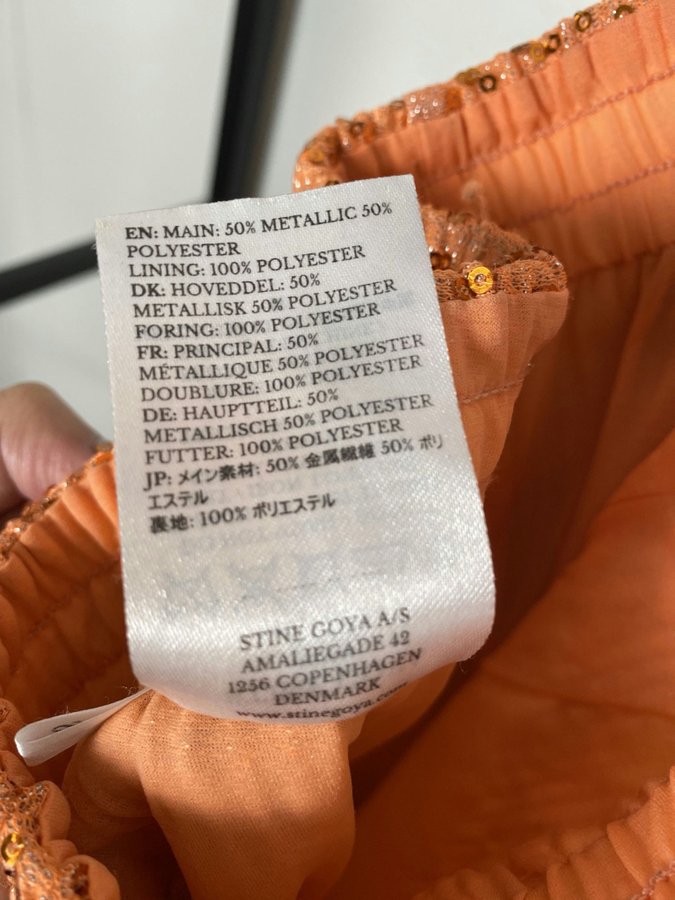 EN: MAIN: 50% METALLIC 50%
POLYESTER
LINING: 100% POLYESTER
DK: HOVEDDEL: 50%
METALLISK 50% POLYESTER
FORING: 100% POLYESTER
FR: PRINCIPAL: 50%
MÉTALLIQUE 50% POLYESTER
DOUBLURE: 100% POLYESTER
DE: HAUPTTEIL: 50%
METALLISCH 50% POLYESTER
FUTTER: 100% POLYESTER
JP: メイン素材: 50% 金属繊維 50% ポリ
エステル
裏地: 100% ポリエステル
STINE GOYA A/S
AMALIEGADE 42
1256 COPENHAGEN
DENMARK
www.stinegoya.com